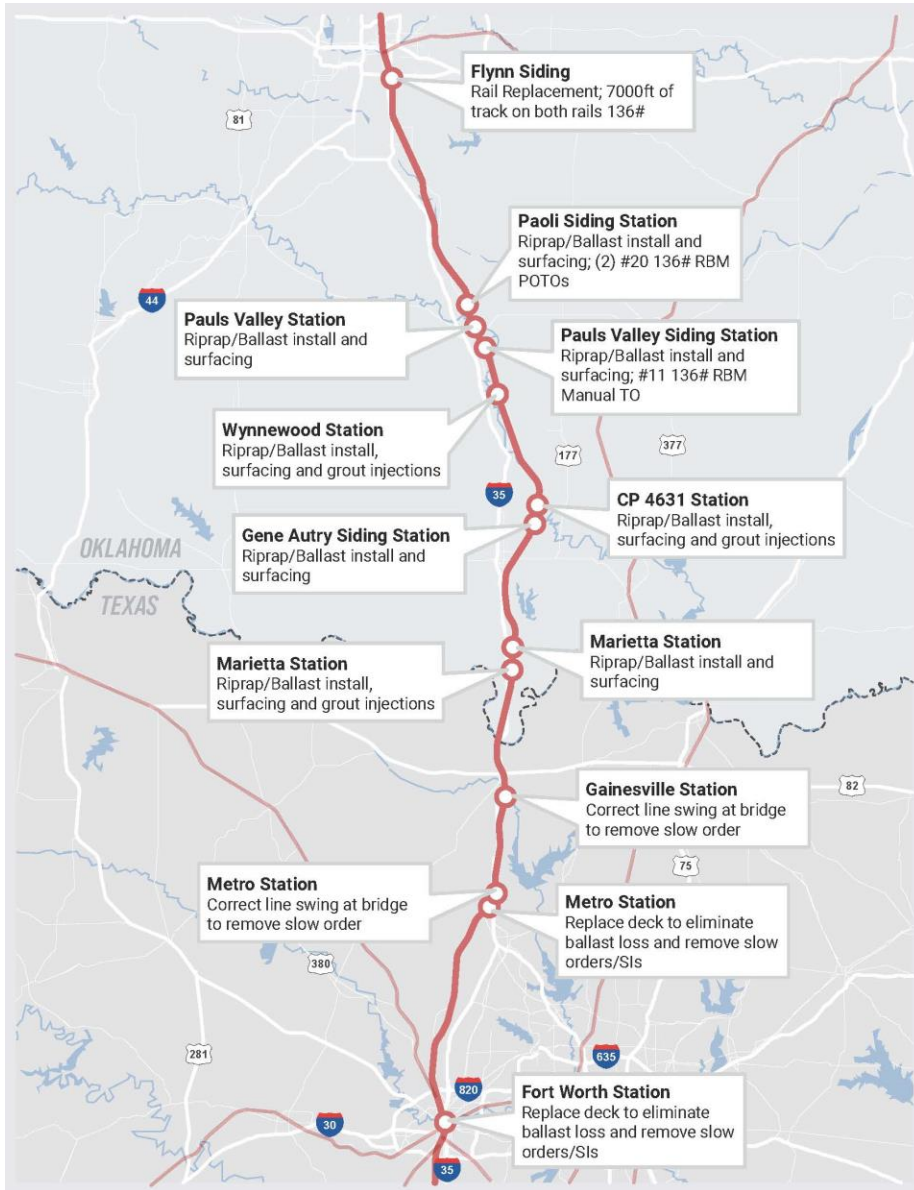 Flynn Siding
Rail Replacement; 7000ft of
track on both rails 136#
81
Paoli Siding Station
Riprap/Ballast install and
surfacing; (2) #20 136# RBM
POTOs
44
Pauls Valley Station
Riprap/Ballast install and
surfacing
Pauls Valley Siding Station
Riprap/Ballast install and
surfacing; #11 136# RBM
Manual TO
Wynnewood Station
Riprap/Ballast install,
surfacing and grout injections
177
377
35
CP 4631 Station
Riprap/Ballast install,
surfacing and grout injections
Gene Autry Siding Station
Riprap/Ballast install and
surfacing
OKLAHOMA
TEXAS
Marietta Station
Riprap/Ballast install and
surfacing
Marietta Station
Riprap/Ballast install,
surfacing and grout injections
Gainesville Station
Correct line swing at bridge
to remove slow order
82
75
Metro Station
Correct line swing at bridge
to remove slow order
Metro Station
Replace deck to eliminate
ballast loss and remove slow
orders/SIs
380
281
635
820
Fort Worth Station
Replace deck to eliminate
ballast loss and remove slow
orders/SIs
30
35